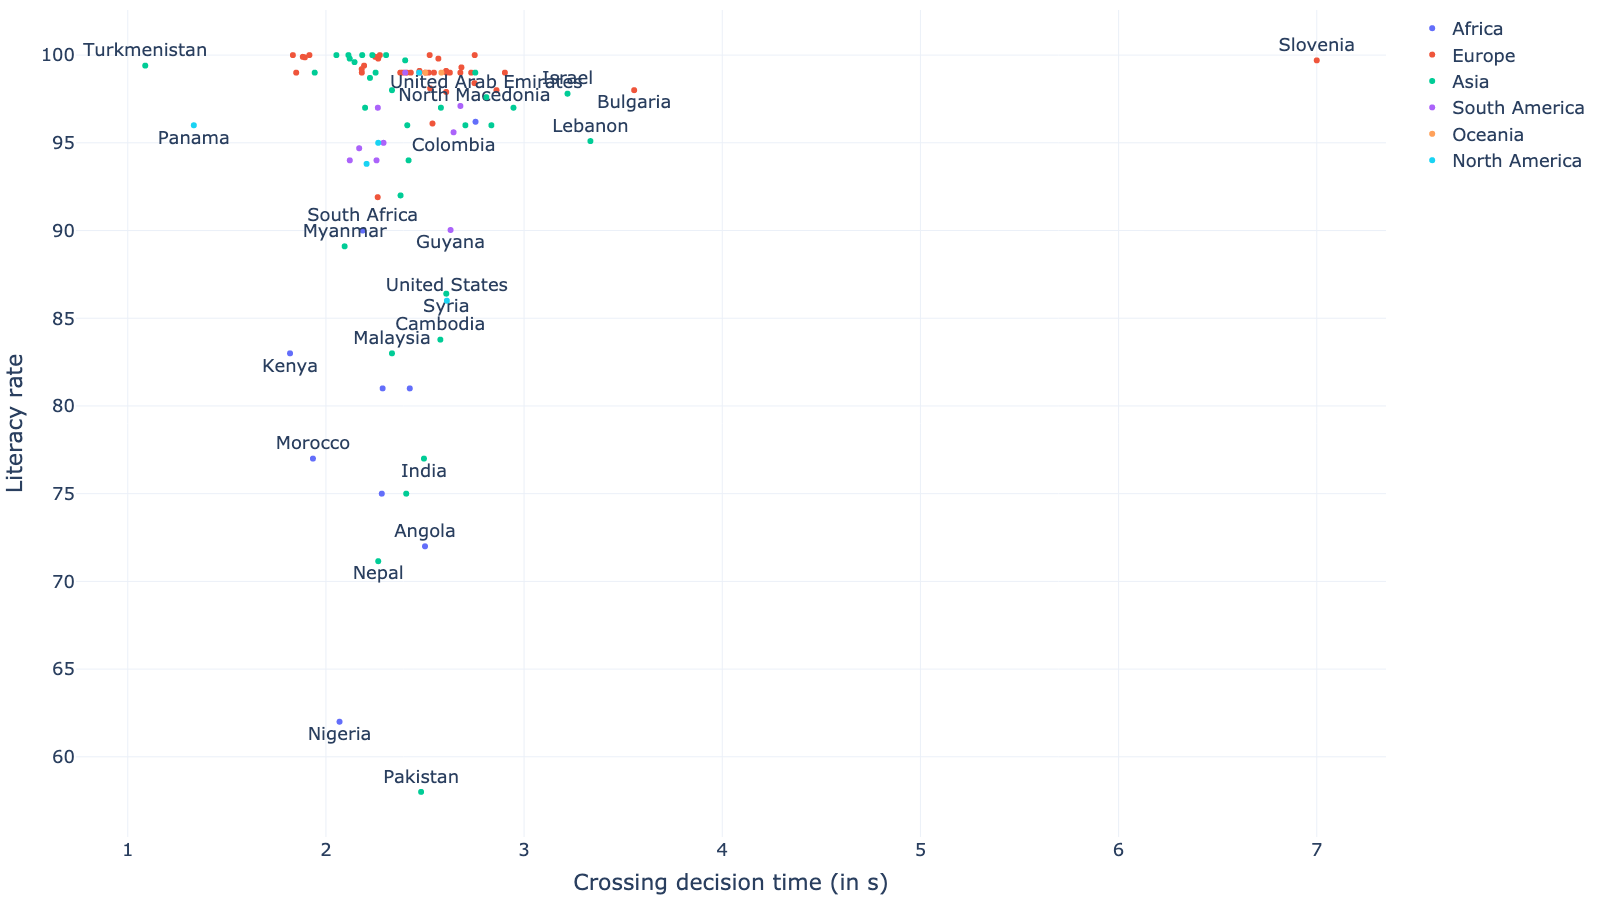 Turkmenistan
Slovenia
Panama
Israel
United Arab Emirates
North Macedonia
Bulgaria
Lebanon
Colombia
South Africa
Myanmar
Guyana
United States
Syria
Cambodia
Malaysia
Kenya
Morocco
India
Angola
Nepal
Nigeria
Pakistan
100
95
90
85
80
75
70
65
60
Literacy rate
1 2 3 4 5 6 7
Crossing decision time (in s)
Africa
Europe
Asia
South America
Oceania
North America